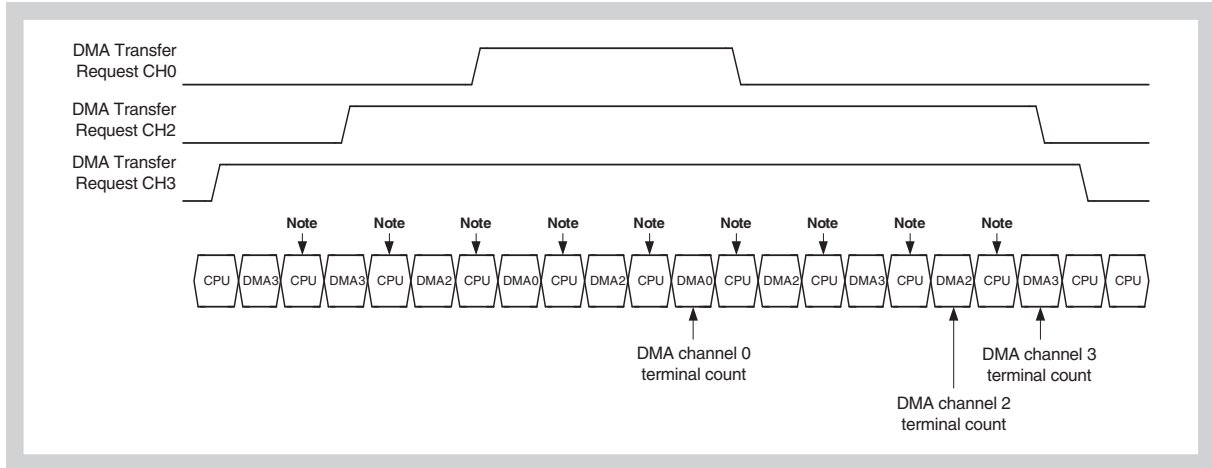 DMA Transfer
Request CH0
DMA Transfer
Request CH2
DMA Transfer
Request CH3
Note Note Note Note Note Note Note Note Note
CPU DMA3 CPU DMA3 CPU DMA2 CPU DMA0 CPU DMA2 CPU DMA0 CPU DMA2 CPU DMA3 CPU DMA2 CPU DMA3 CPU CPU
DMA channel 0
terminal count
DMA channel 3
terminal count
DMA channel 2
terminal count